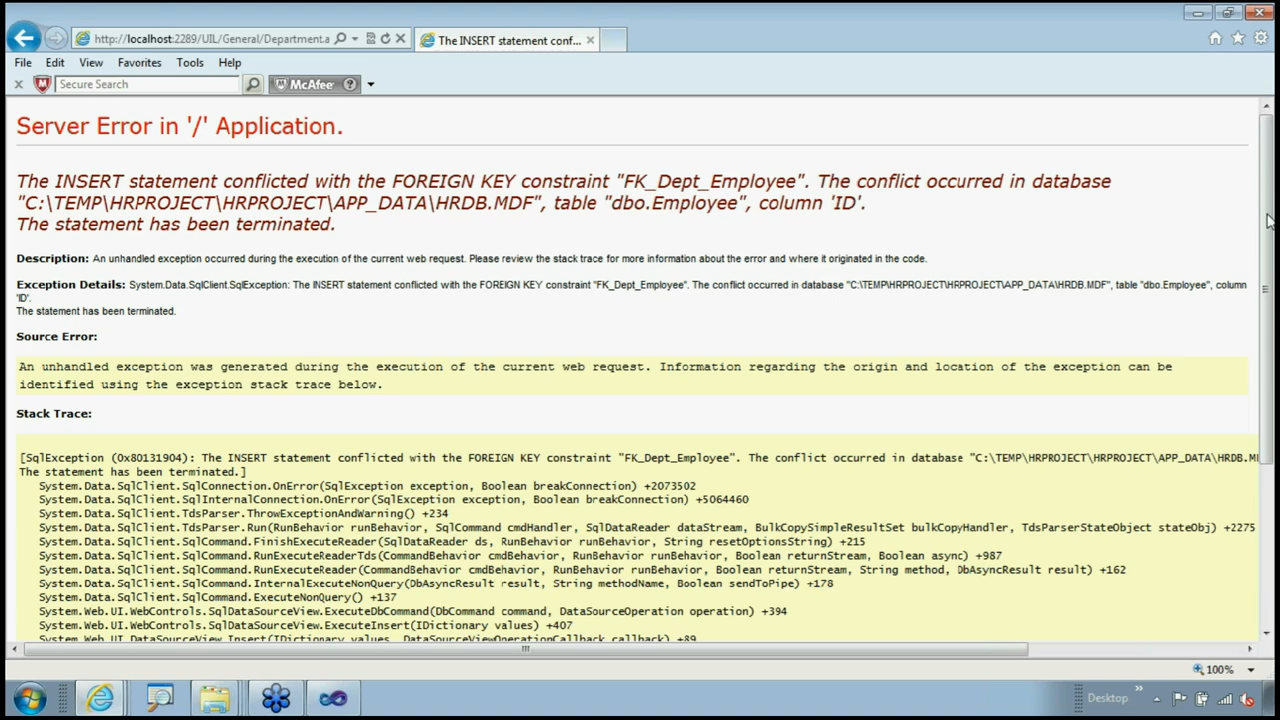 http://localhost:2289/UIL/General/Department.a
The INSERT statement conf...
File Edit View Favorites Tools Help
Secure Search
McAfee
Server Error in '/' Application.
The INSERT statement conflicted with the FOREIGN KEY constraint "FK_Dept_Employee". The conflict occurred in database
"C:\TEMP\HRPROJECT\HRPROJECT\APP_DATA\HRDB.MDF", table "dbo.Employee", column 'ID'.
The statement has been terminated.
Description: An unhandled exception occurred during the execution of the current web request. Please review the stack trace for more information about the error and where it originated in the code.
Exception Details: System.Data.SqlClient.SqlException: The INSERT statement conflicted with the FOREIGN KEY constraint "FK_Dept_Employee". The conflict occurred in database "C:\TEMP\HRPROJECT\HRPROJECT\APP_DATA\HRDB.MDF", table "dbo.Employee", column
'ID'.
The statement has been terminated.
Source Error:
An unhandled exception was generated during the execution of the current web request. Information regarding the origin and location of the exception can be
identified using the exception stack trace below.
Stack Trace:
[SqlException (0x80131904): The INSERT statement conflicted with the FOREIGN KEY constraint "FK_Dept_Employee". The conflict occurred in database "C:\TEMP\HRPROJECT\HRPROJECT\APP_DATA\HRDB.M
The statement has been terminated.]
System.Data.SqlClient.SqlConnection.OnError(SqlException exception, Boolean breakConnection) +2073502
System.Data.SqlClient.SqlInternalConnection.OnError(SqlException exception, Boolean breakConnection) +5064460
System.Data.SqlClient.TdsParser.ThrowExceptionAndWarning() +234
System.Data.SqlClient.TdsParser.Run(RunBehavior runBehavior, SqlCommand cmdHandler, SqlDataReader dataStream, BulkCopySimpleResultSet bulkCopyHandler, TdsParserStateObject stateObj) +2275
System.Data.SqlClient.SqlCommand.FinishExecuteReader(SqlDataReader ds, RunBehavior runBehavior, String resetOptionsString) +215
System.Data.SqlClient.SqlCommand.RunExecuteReaderTds(CommandBehavior cmdBehavior, RunBehavior runBehavior, Boolean returnStream, Boolean async) +987
System.Data.SqlClient.SqlCommand.RunExecuteReader(CommandBehavior cmdBehavior, RunBehavior runBehavior, Boolean returnStream, String method, DbAsyncResult result) +162
System.Data.SqlClient.SqlCommand.InternalExecuteNonQuery(DbAsyncResult result, String methodName, Boolean sendToPipe) +178
System.Data.SqlClient.SqlCommand.ExecuteNonQuery() +137
System.Web.UI.WebControls.SqlDataSourceView.ExecuteDbCommand(DbCommand command, DataSourceOperation operation) +394
System.Web.UI.WebControls.SqlDataSourceView.ExecuteInsert(IDictionary values) +407
System.Web.UI.DataSourceView.Insert(IDictionary values, DataSourceViewOperationCallback callback) +89
100%
Desktop